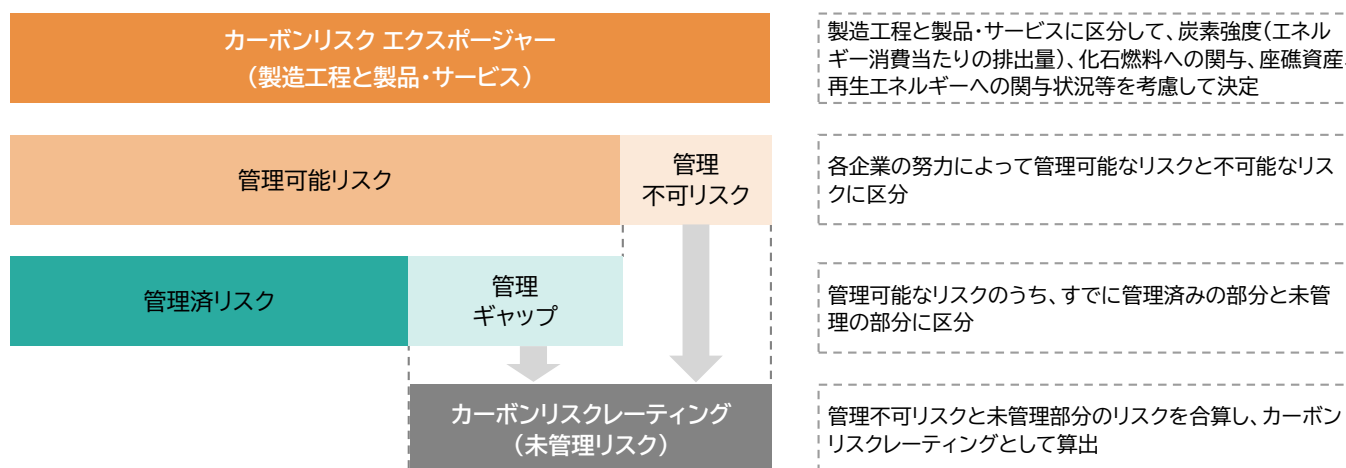 カーボンリスク エクスポージャー
（製造工程と製品・サービス）
製造工程と製品・サービスに区分して、炭素強度（エネル
ギー消費当たりの排出量）、化石燃料への関与、座礁資産、
再生エネルギーへの関与状況等を考慮して決定
管理可能リスク
管理
不可リスク
各企業の努力によって管理可能なリスクと不可能なリス
クに区分
管理済リスク
管理
ギャップ
管理可能なリスクのうち、すでに管理済みの部分と未管
理の部分に区分
カーボンリスクレーティング
（未管理リスク）
管理不可リスクと未管理部分のリスクを合算し、カーボン
リスクレーティングとして算出